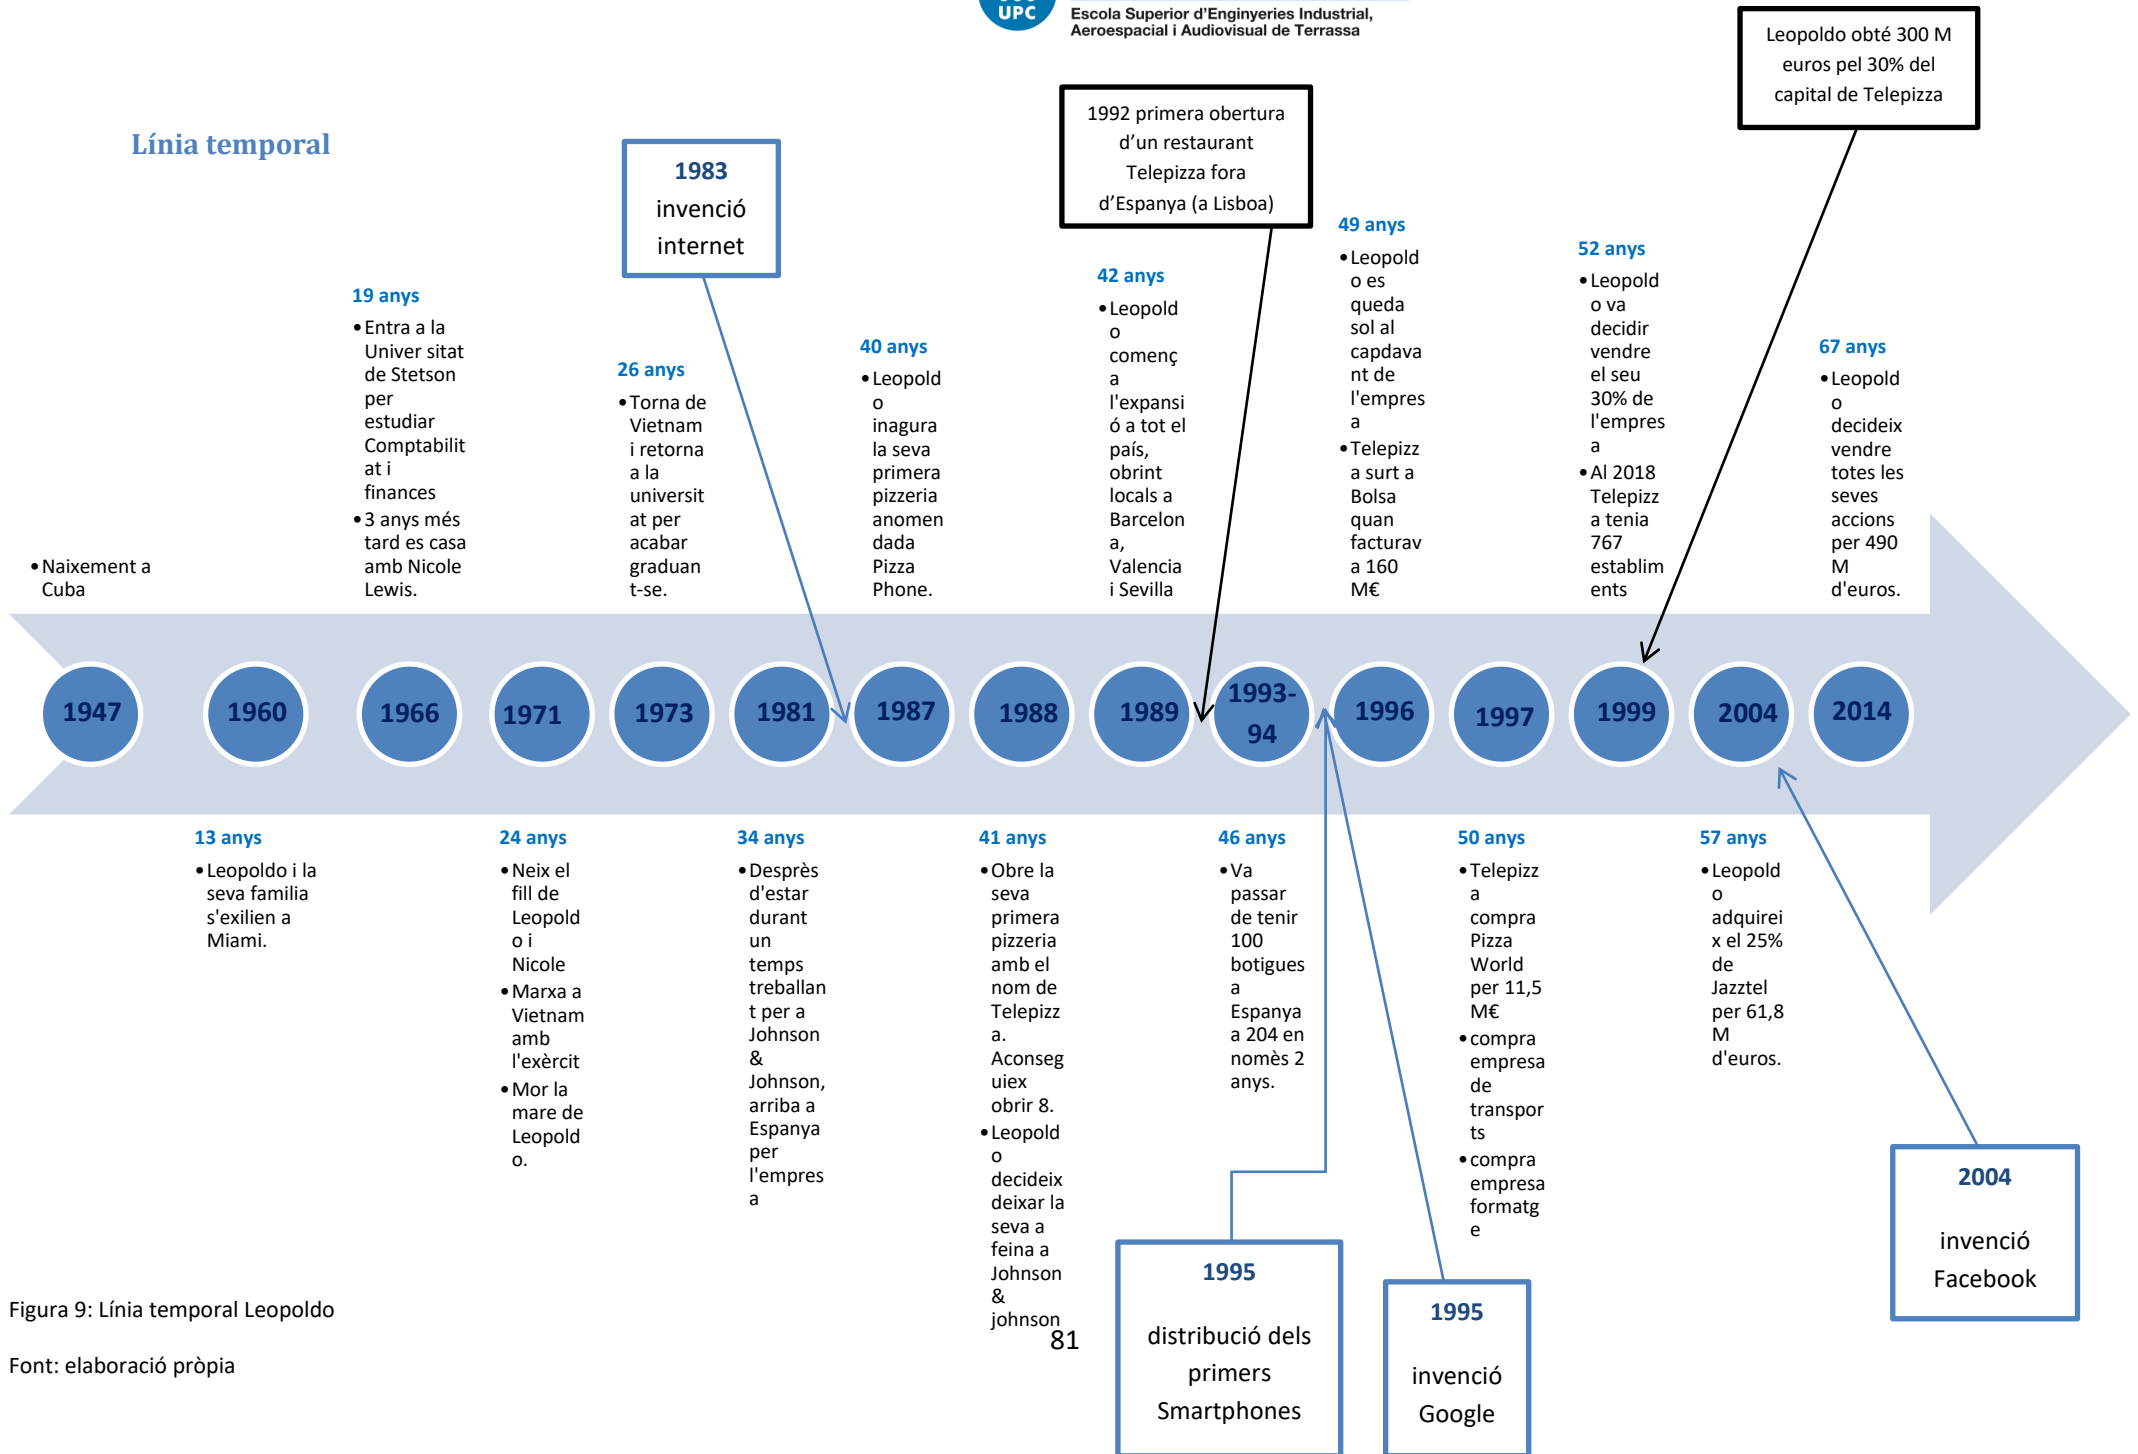 UPC
Escola Superior d'Enginyeries Industrial,
Aeroespacial i Audiovisual de Terrassa
Línia temporal
1983
invenció
internet
1992 primera obertura
d'un restaurant
Telepizza fora
d'Espanya (a Lisboa)
Leopoldo obté 300 M
euros pel 30% del
capital de Telepizza
•Naixement a
Cuba
19 anys
•Entra a la
Univer sitat
de Stetson
per
estudiar
Comptabilit
at i
finances
•3 anys més
tard es casa
amb Nicole
Lewis.
26 anys
•Torna de
Vietnam
i retorna
a la
universit
at per
acabar
graduan
t-se.
40 anys
•Leopold
o
inagura
la seva
primera
pizzeria
anomen
dada
Pizza
Phone.
42 anys
•Leopold
o
començ
a
l'expansi
ó a tot el
país,
obrint
locals a
Barcelon
a,
Valencia
i Sevilla
49 anys
•Leopold
o es
queda
sol al
capdava
nt de
l'empres
a
•Telepizz
a surt a
Bolsa
quan
facturav
a 160
M€
52 anys
•Leopold
o va
decidir
vendre
el seu
30% de
l'empres
a
•Al 2018
Telepizz
a tenia
767
establim
ents
67 anys
•Leopold
o
decideix
vendre
totes les
seves
accions
per 490
M
d'euros.
1947
1960
1966
1971
1973
1981
1987
1988
1989
1993-
94
1996
1997
1999
2004
2014
13 anys
•Leopoldo i la
seva familia
s'exilien a
Miami.
24 anys
•Neix el
fill de
Leopold
o i
Nicole
•Marxa a
Vietnam
amb
l'exèrcit
•Mor la
mare de
Leopold
o.
34 anys
•Desprès
d'estar
durant
un
temps
treballan
t per a
Johnson
&
Johnson,
arriba a
Espanya
per
l'empres
a
41 anys
•Obre la
seva
primera
pizzeria
amb el
nom de
Telepizz
a.
Aconseg
uiex
obrir 8.
•Leopold
o
decideix
deixar la
seva a
feina a
Johnson
&
johnson
46 anys
•Va
passar
de tenir
100
botigues
a
Espanya
a 204 en
nomès 2
anys.
50 anys
•Telepizz
a
compra
Pizza
World
per 11,5
M€
•compra
empresa
de
transpor
ts
•compra
empresa
formatg
e
57 anys
•Leopold
o
adquirei
x el 25%
de
Jazztel
per 61,8
M
d'euros.
1995
distribució dels
primers
Smartphones
1995
invenció
Google
2004
invenció
Facebook
Figura 9: Línia temporal Leopoldo
Font: elaboració pròpia
81